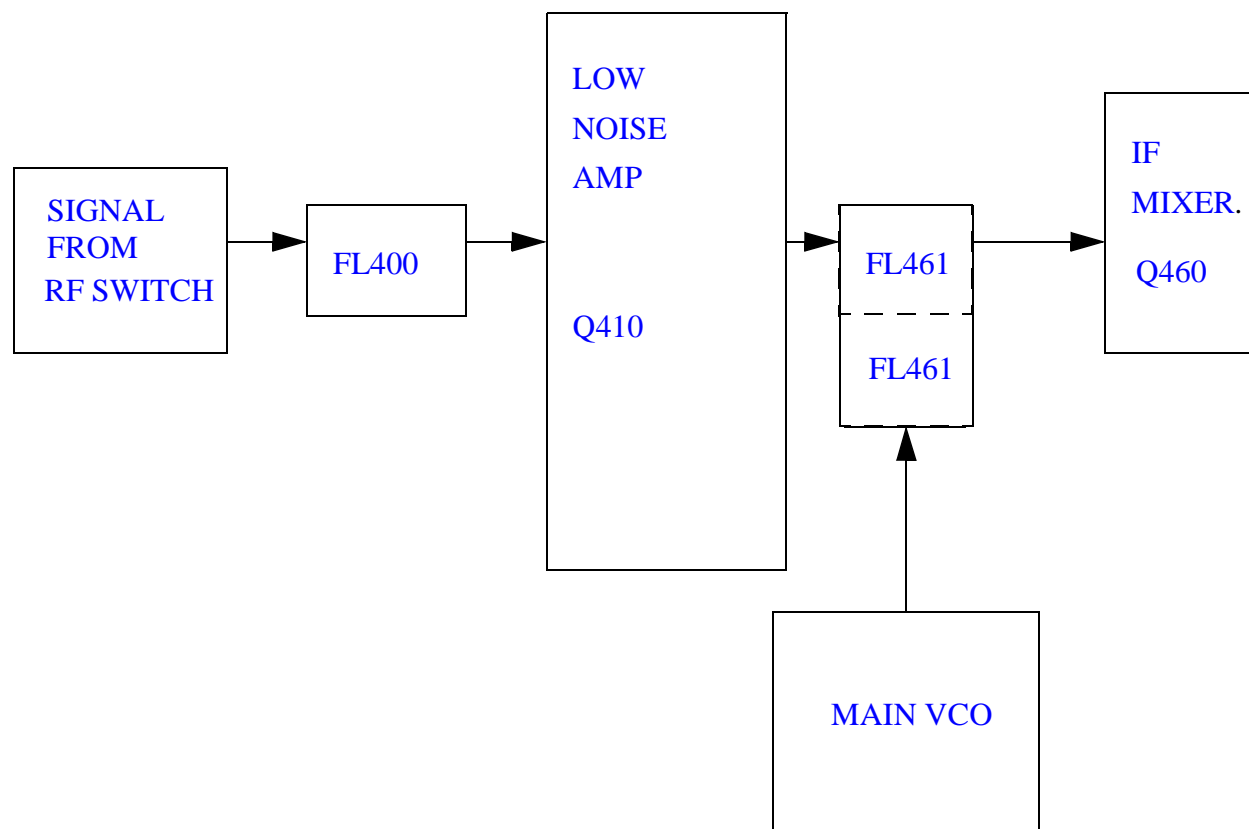 SIGNAL
FROM
RF SWITCH
FL400
LOW
NOISE
AMP
Q410
FL461
FL461
IF
MIXER.
Q460
MAIN VCO